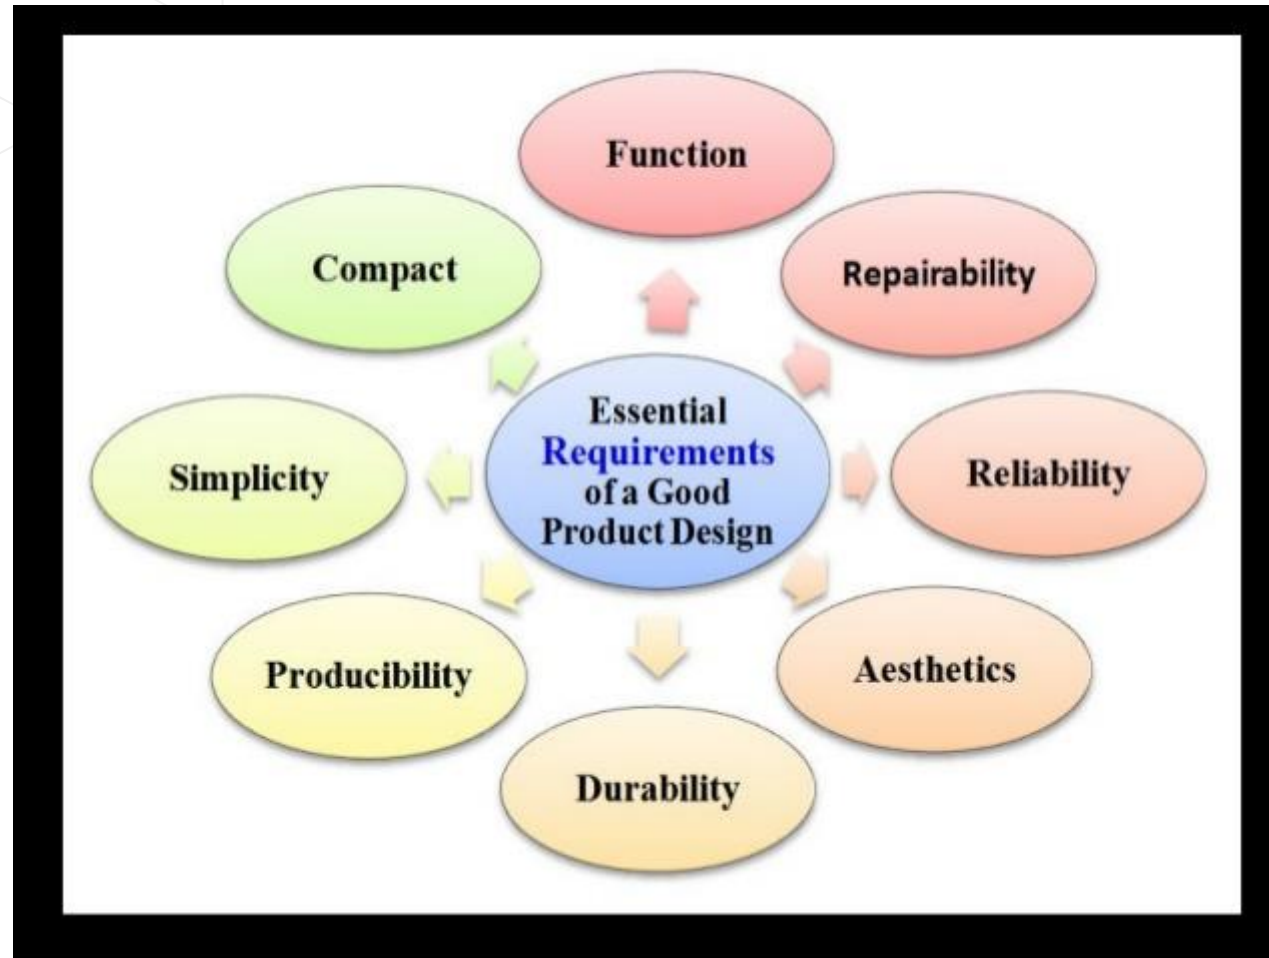 Function
Compact
Repairability
Essential
Requirements
of a Good
Product Design
Simplicity
Reliability
Producibility
Aesthetics
Durability